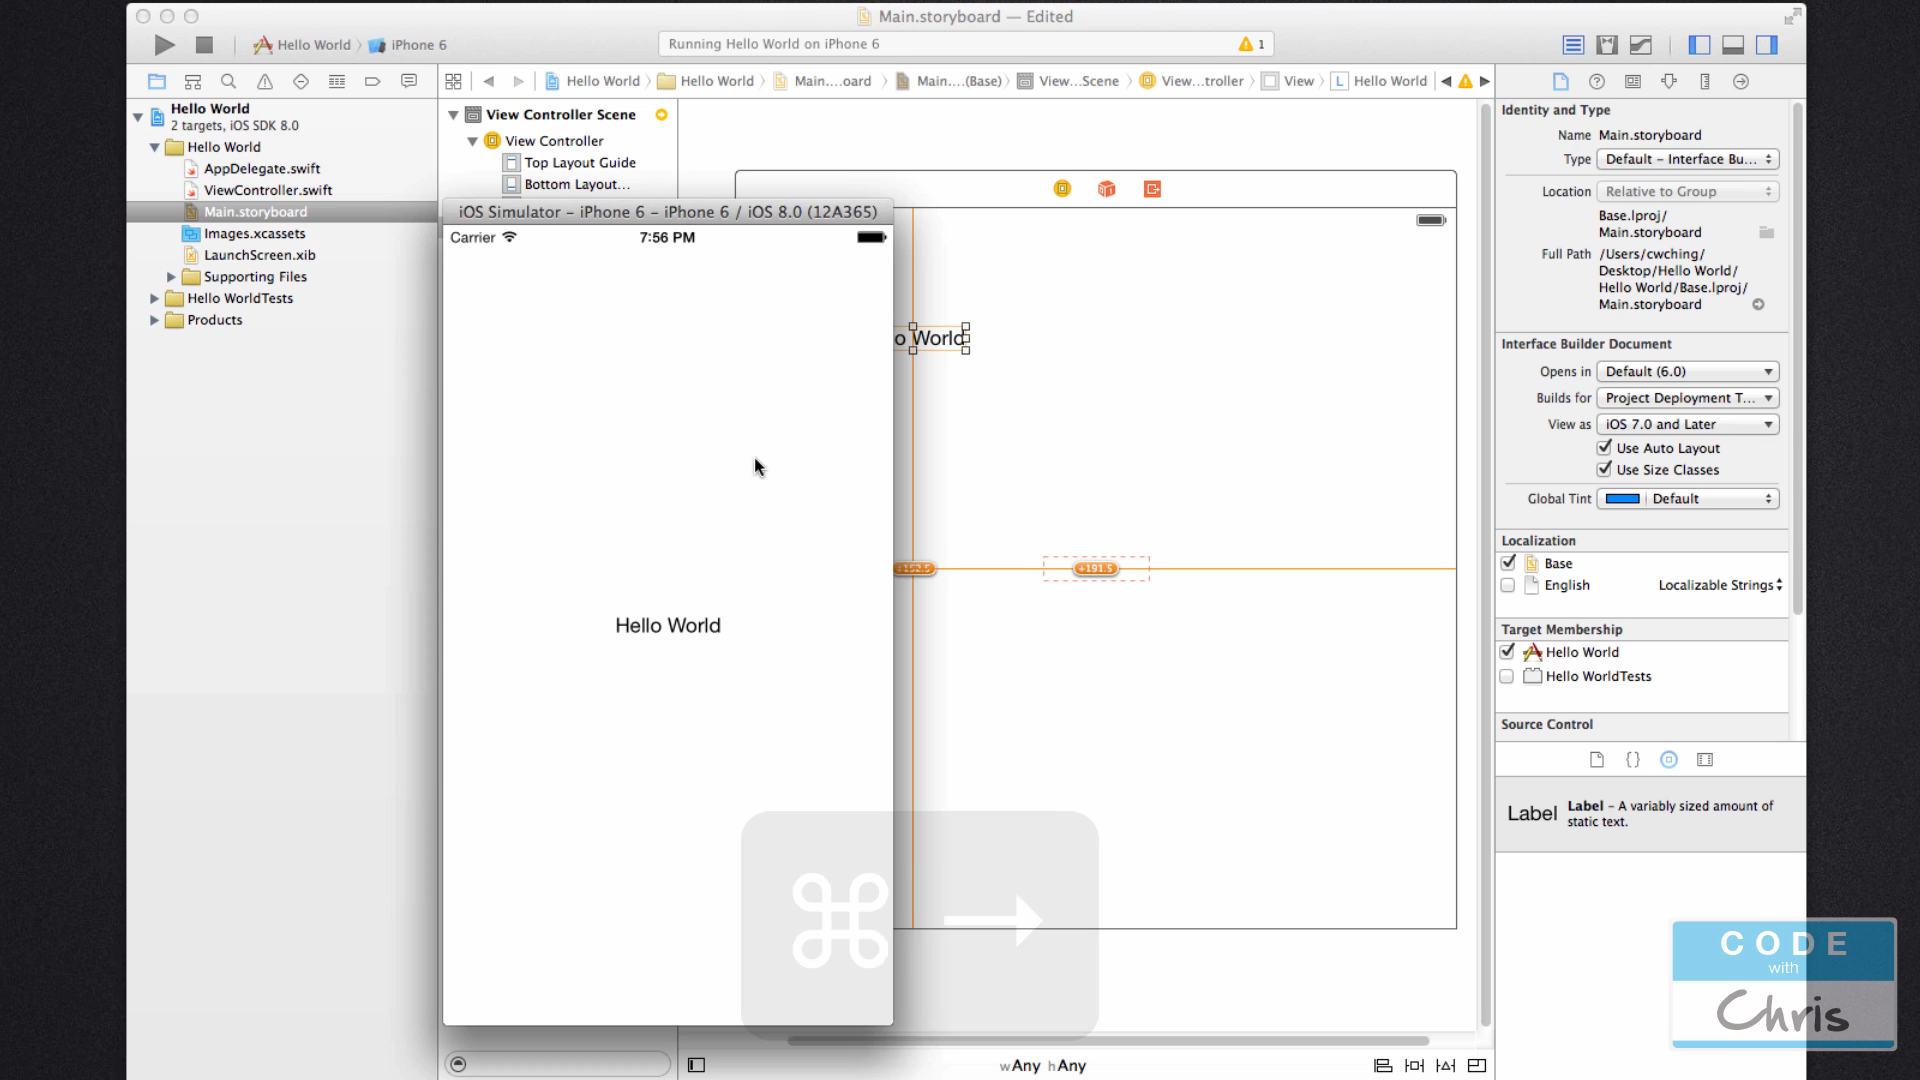 Main.storyboard — Edited
Hello World
iPhone 6
Running Hello World on iPhone 6
1
Hello World
Hello World
Main....oard
Main....(Base)
View...Scene
View...troller
View
L Hello World
Hello World
2 targets, iOS SDK 8.0
Hello World
AppDelegate.swift
ViewController.swift
Main.storyboard
Images.xcassets
LaunchScreen.xib
Supporting Files
Hello WorldTests
Products
View Controller Scene
View Controller
Top Layout Guide
Bottom Layout...
iOS Simulator – iPhone 6 – iPhone 6 / iOS 8.0 (12A365)
Carrier
7:56 PM
Hello World
o World
+152.5
+191.5
⌘ →
wAny hAny
Identity and Type
Name Main.storyboard
Type Default – Interface Bu...
Location Relative to Group
Base.lproj/
Main.storyboard
Full Path /Users/cwching/
Desktop/Hello World/
Hello World/Base.lproj/
Main.storyboard
Interface Builder Document
Opens in Default (6.0)
Builds for Project Deployment T...
View as iOS 7.0 and Later
Use Auto Layout
Use Size Classes
Global Tint Default
Localization
Base
English Localizable Strings
Target Membership
Hello World
Hello WorldTests
Source Control
{}
Label
Label – A variably sized amount of
static text.
CODE
with
Chris